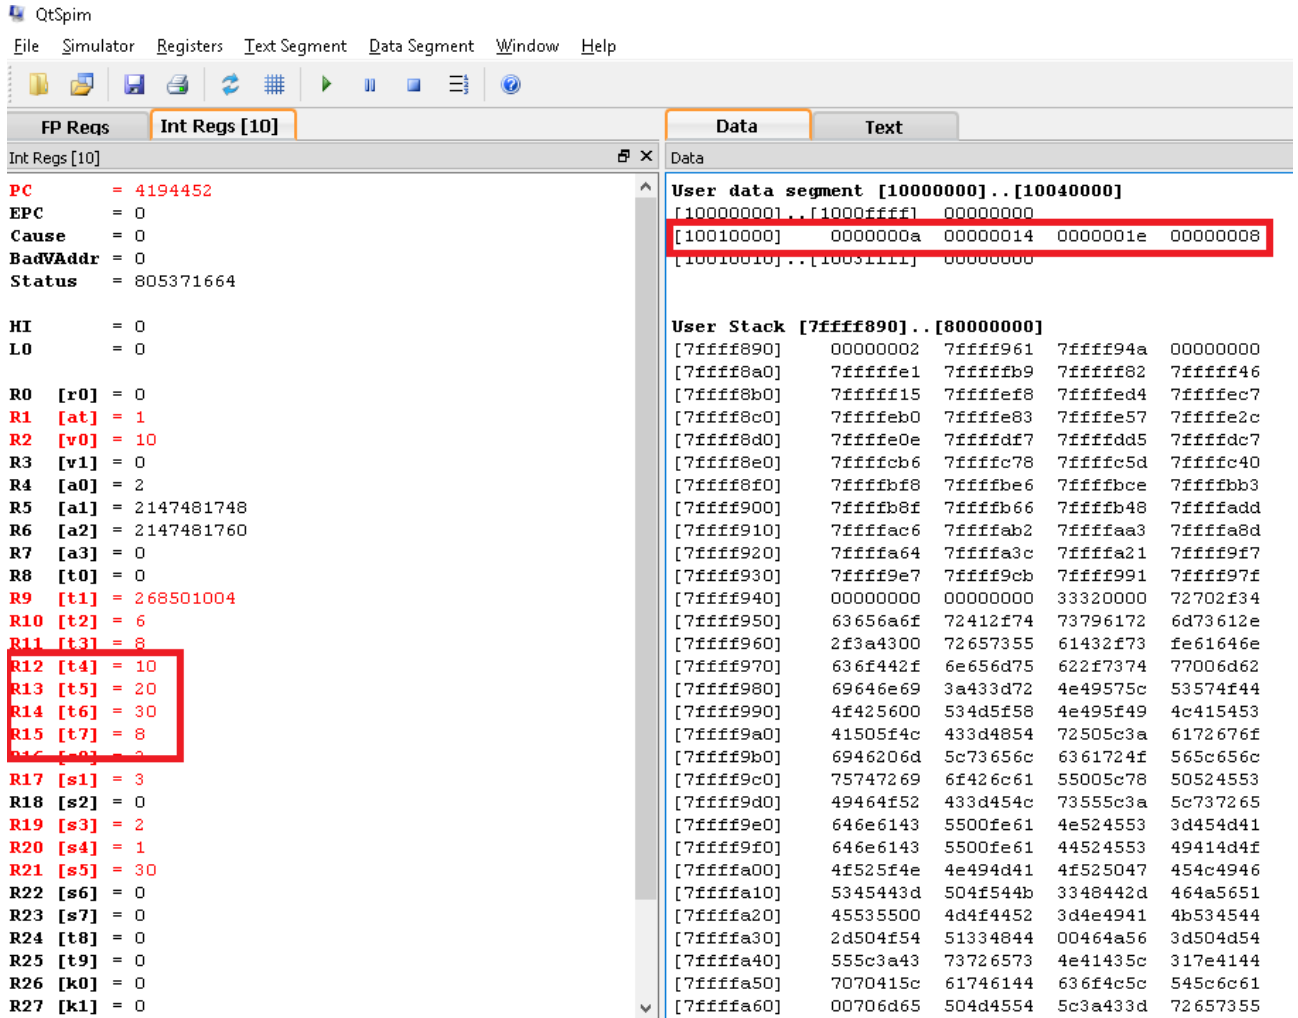 QtSpim
File Simulator Registers Text Segment Data Segment Window Help
FP Regs Int Regs [10]
Int Regs [10]
PC = 4194452
EPC = 0
Cause = 0
BadVAddr = 0
Status = 805371664
HI = 0
LO = 0
R0 [r0] = 0
R1 [at] = 1
R2 [v0] = 10
R3 [v1] = 0
R4 [a0] = 2
R5 [a1] = 2147481748
R6 [a2] = 2147481760
R7 [a3] = 0
R8 [t0] = 0
R9 [t1] = 268501004
R10 [t2] = 6
R11 [t3] = 8
R12 [t4] = 10
R13 [t5] = 20
R14 [t6] = 30
R15 [t7] = 8
R17 [s1] = 3
R18 [s2] = 0
R19 [s3] = 2
R20 [s4] = 1
R21 [s5] = 30
R22 [s6] = 0
R23 [s7] = 0
R24 [t8] = 0
R25 [t9] = 0
R26 [k0] = 0
R27 [k1] = 0
Data Text
Data
User data segment [10000000]..[10040000]
[10000000]..[1000ffff] 00000000
[10010000] 0000000a 00000014 0000001e 00000008
User Stack [7ffff890]..[80000000]
[7ffff890] 00000002 7ffff961 7ffff94a 00000000
[7ffff8a0] 7fffffe1 7fffffb9 7fffff82 7fffff46
[7ffff8b0] 7fffff15 7ffffef8 7ffffed4 7ffffec7
[7ffff8c0] 7ffffeb0 7ffffe83 7ffffe57 7ffffe2c
[7ffff8d0] 7ffffe0e 7ffffdf7 7ffffdd5 7ffffdc7
[7ffff8e0] 7ffffcb6 7ffffc78 7ffffc5d 7ffffc40
[7ffff8f0] 7ffffbf8 7ffffbe6 7ffffbce 7ffffbb3
[7ffff900] 7ffffb8f 7ffffb66 7ffffb48 7ffffadd
[7ffff910] 7ffffac6 7ffffab2 7ffffaa3 7ffffa8d
[7ffff920] 7ffffa64 7ffffa3c 7ffffa21 7ffff9f7
[7ffff930] 7ffff9e7 7ffff9cb 7ffff991 7ffff97f
[7ffff940] 00000000 00000000 33320000 72702f34
[7ffff950] 63656a6f 72412f74 73796172 6d73612e
[7ffff960] 2f3a4300 72657355 61432f73 fe61646e
[7ffff970] 636f442f 6e656d75 622f7374 77006d62
[7ffff980] 69646e69 3a433d72 4e49575c 53574f44
[7ffff990] 4f425600 534d5f58 4e495f49 4c415453
[7ffff9a0] 41505f4c 433d4854 72505c3a 6172676f
[7ffff9b0] 6946206d 5c73656c 6361724f 565c656c
[7ffff9c0] 75747269 6f426c61 55005c78 50524553
[7ffff9d0] 49464f52 433d454c 73555c3a 5c737265
[7ffff9e0] 646e6143 5500fe61 4e524553 3d454d41
[7ffff9f0] 646e6143 5500fe61 44524553 49414d4f
[7ffffa00] 4f525f4e 4e494d41 4f525047 454c4946
[7ffffa10] 5345443d 504f544b 3348442d 464a5651
[7ffffa20] 45535500 4d4f4452 3d4e4941 4b534544
[7ffffa30] 2d504f54 51334844 00464a56 3d504d54
[7ffffa40] 555c3a43 73726573 4e41435c 317e4144
[7ffffa50] 7070415c 61746144 636f4c5c 545c6c61
[7ffffa60] 00706d65 504d4554 5c3a433d 72657355